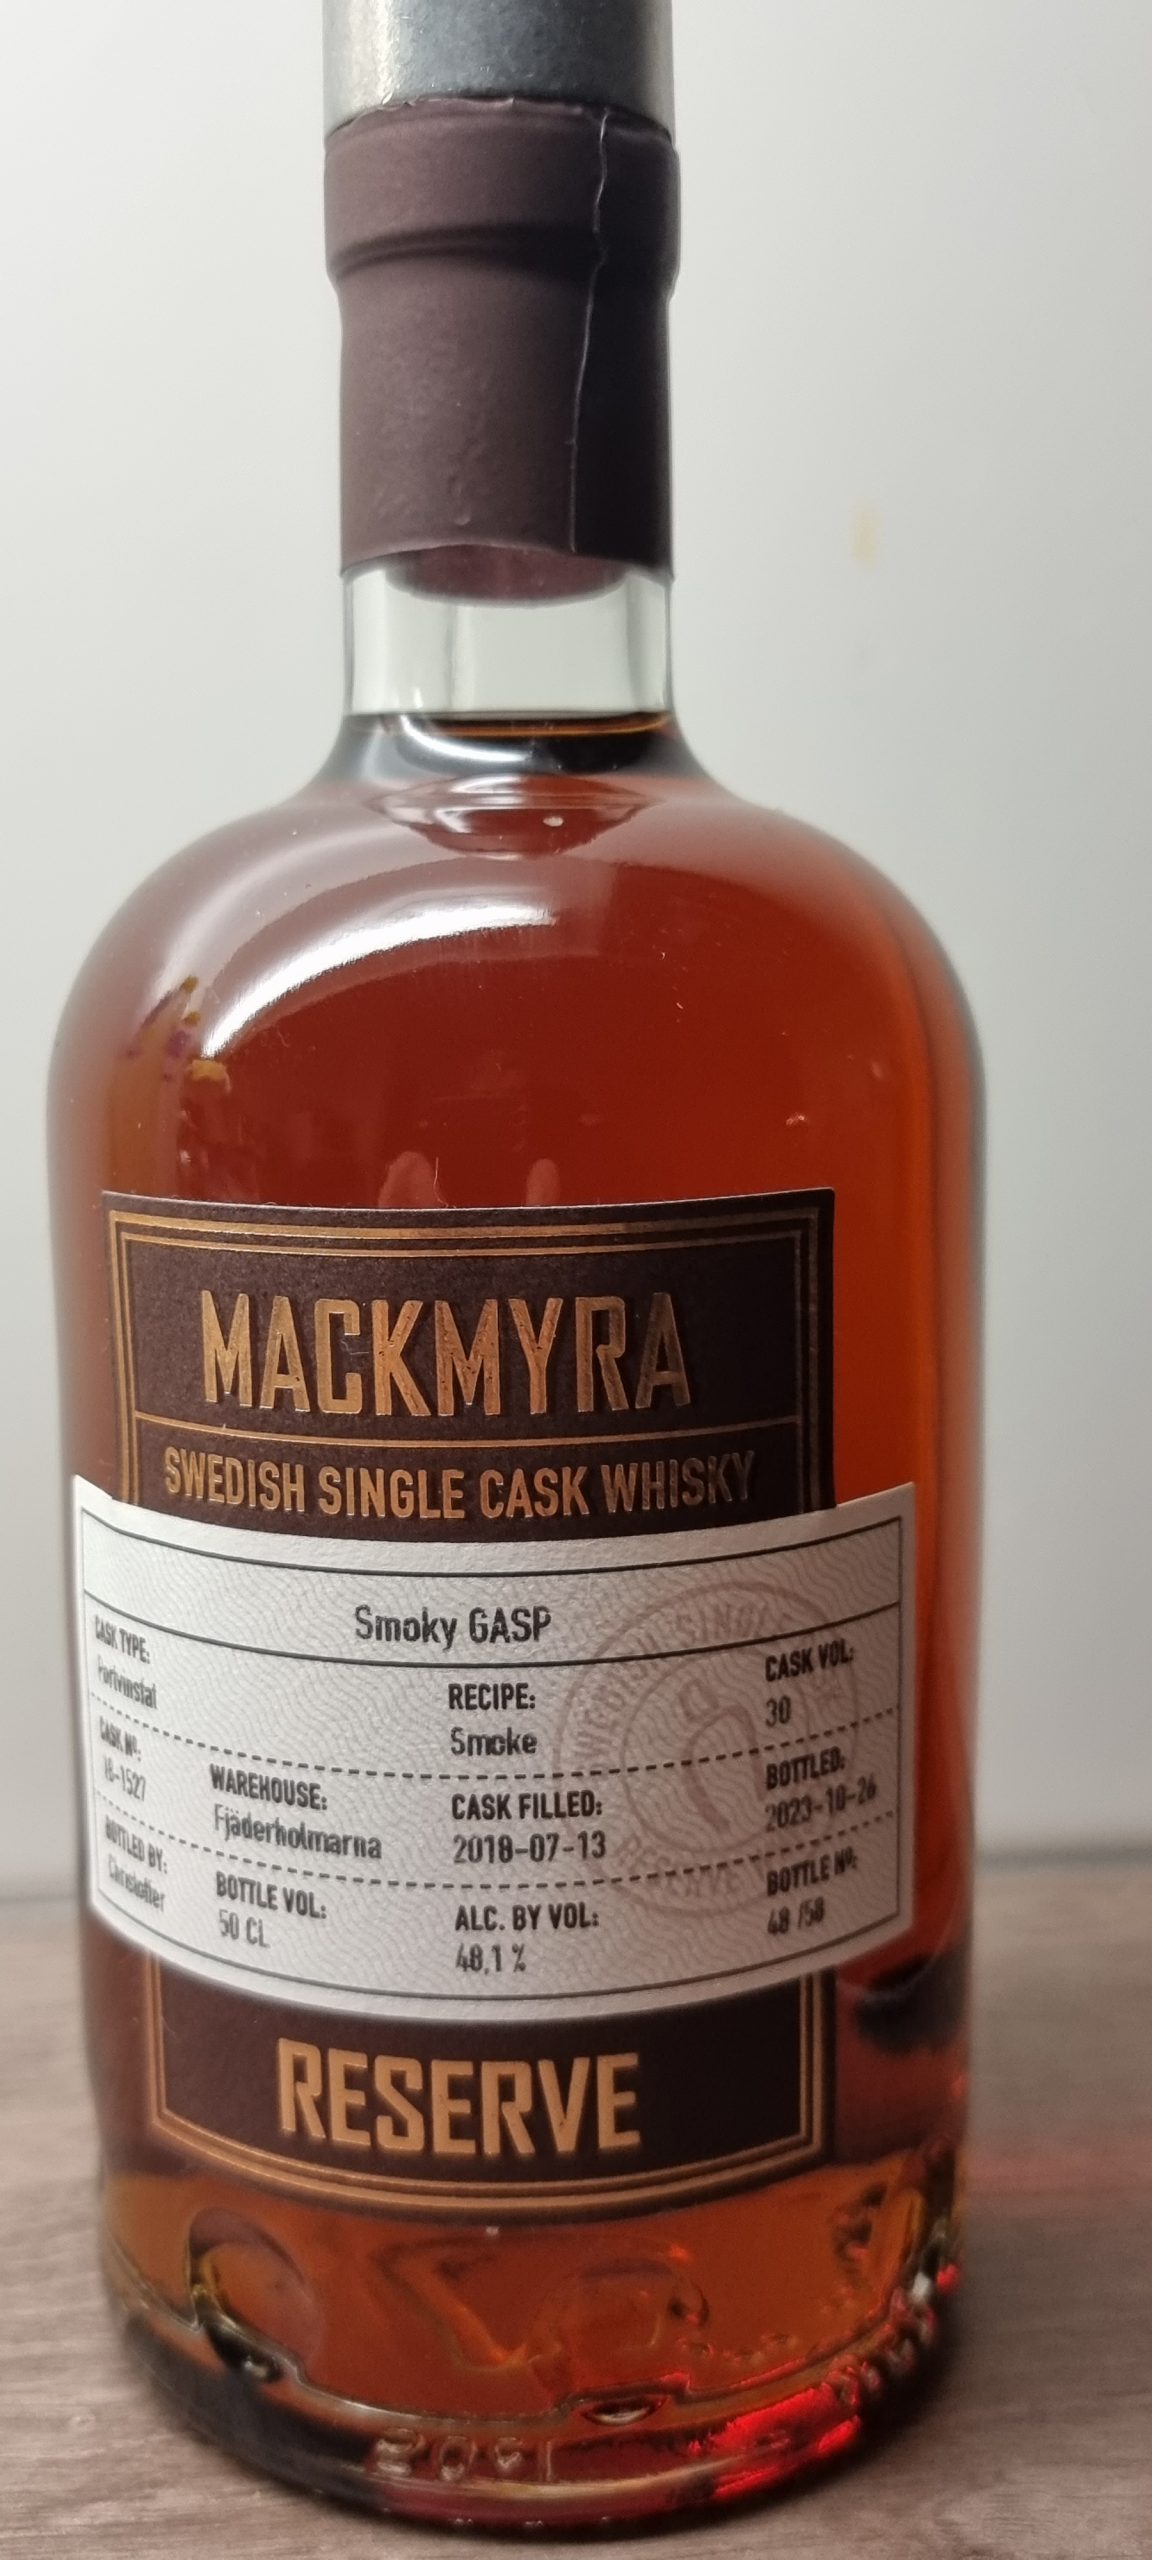 MACKMYRA
SWEDISH SINGLE CASK WHISKY
Smoky GASP
CASK TYPE:
Portvinsfat
RECIPE:
Smoke
CASK VOL:
30
CASK Nº:
18-1527
WAREHOUSE:
Fjäderholmarna
CASK FILLED:
2018-07-13
BOTTLED:
2023-10-26
BOTTLED BY:
Christoffer
BOTTLE VOL:
50 CL
ALC. BY VOL:
48,1 %
BOTTLE Nº:
48 /58
RESERVE
50cl